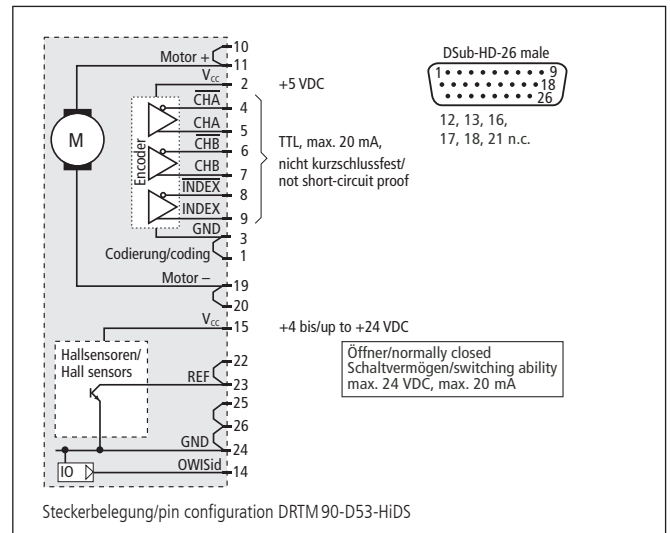 10
Motor +
11
VCC
2
+5 VDC
CHA
4
CHA
5
CHB
6
CHB
7
INDEX
8
INDEX
9
GND
3
Codierung/coding
1
M
Encoder
TTL, max. 20 mA,
nicht kurzschlussfest/
not short-circuit proof
DSub-HD-26 male
1
9
18
26
12, 13, 16,
17, 18, 21 n.c.
Motor –
19
20
VCC
15
+4 bis/up to +24 VDC
Hallsensoren/
Hall sensors
22
REF
23
25
26
GND
24
IO
OWISid
14
Öffner/normally closed
Schaltvermögen/switching ability
max. 24 VDC, max. 20 mA
Steckerbelegung/pin configuration DRTM 90-D53-HiDS